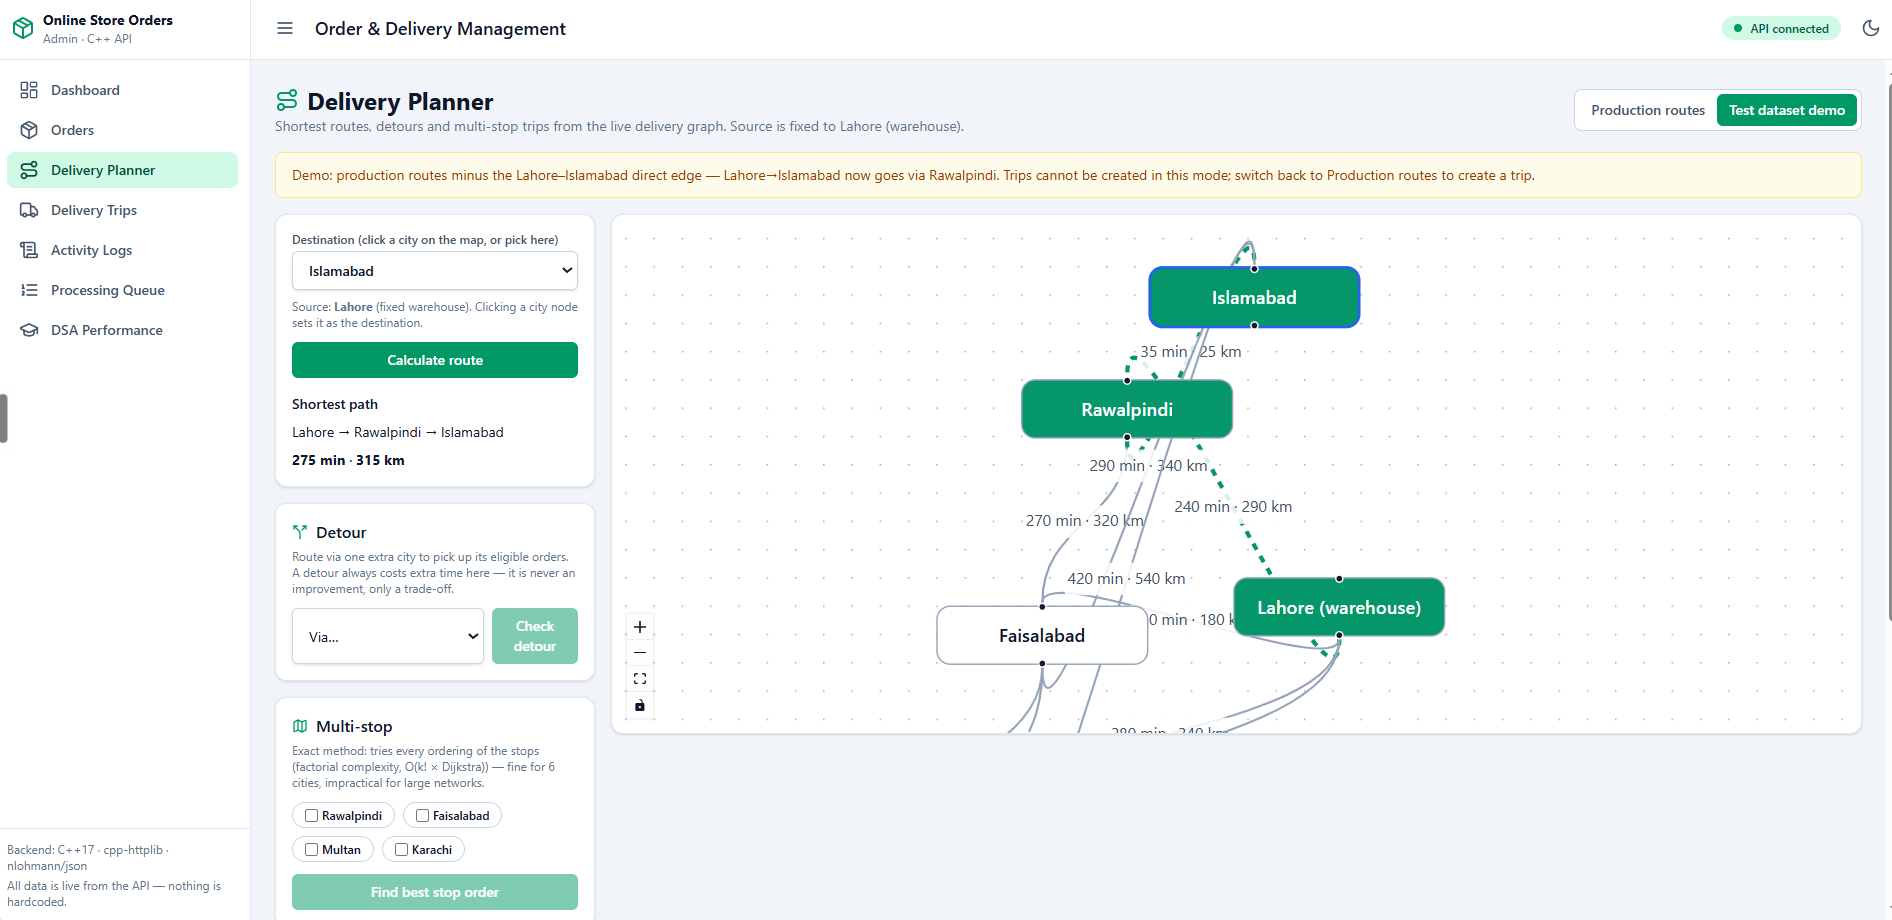 Online Store Orders
Admin · C++ API
Dashboard
Orders
Delivery Planner
Delivery Trips
Activity Logs
Processing Queue
DSA Performance
Backend: C++17 · cpp-httplib ·
nlohmann/json
All data is live from the API — nothing is
hardcoded.
Order & Delivery Management
API connected
Delivery Planner
Shortest routes, detours and multi-stop trips from the live delivery graph. Source is fixed to Lahore (warehouse).
Production routes
Test dataset demo
Demo: production routes minus the Lahore–Islamabad direct edge — Lahore→Islamabad now goes via Rawalpindi. Trips cannot be created in this mode; switch back to Production routes to create a trip.
Destination (click a city on the map, or pick here)
Islamabad
Source: Lahore (fixed warehouse). Clicking a city node
sets it as the destination.
Calculate route
Shortest path
Lahore → Rawalpindi → Islamabad
275 min · 315 km
Detour
Route via one extra city to pick up its eligible orders.
A detour always costs extra time here — it is never an
improvement, only a trade-off.
Via...
Check
detour
Multi-stop
Exact method: tries every ordering of the stops
(factorial complexity, O(k! × Dijkstra)) — fine for 6
cities, impractical for large networks.
Rawalpindi
Faisalabad
Multan
Karachi
Find best stop order
Islamabad
35 min · 25 km
Rawalpindi
290 min · 340 km
240 min · 290 km
270 min · 320 km
420 min · 540 km
Lahore (warehouse)
0 min · 180 k
Faisalabad
280 min · 340 km